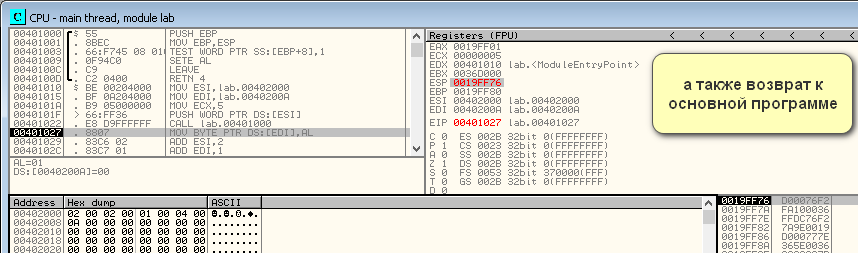 CPU - main thread, module lab
00401000 $ 55 PUSH EBP
00401001 . 8BEC MOV EBP,ESP
00401003 . 66:F745 08 010 TEST WORD PTR SS:[EBP+8],1
00401009 . 0F94C0 SETE AL
0040100C . C9 LEAVE
0040100D . C2 0400 RETN 4
00401010 $ BE 00204000 MOV ESI,lab.00402000
00401015 . BF 0A204000 MOV EDI,lab.0040200A
0040101A . B9 05000000 MOV ECX,5
0040101F > 66:FF36 PUSH WORD PTR DS:[ESI]
00401022 . E8 D9FFFFFF CALL lab.00401000
00401027 . 8807 MOV BYTE PTR DS:[EDI],AL
00401029 . 83C6 02 ADD ESI,2
0040102C . 83C7 01 ADD EDI,1
AL=01
DS:[0040200A]=00
Registers (FPU) < < < < < <
EAX 0019FF01
ECX 00000005
EDX 00401010 lab.<ModuleEntryPoint>
EBX 0036D000
ESP 0019FF76
EBP 0019FF80
ESI 00402000 lab.00402000
EDI 0040200A lab.0040200A
EIP 00401027 lab.00401027
C 0 ES 002B 32bit 0(FFFFFFFF)
P 1 CS 0023 32bit 0(FFFFFFFF)
A 0 SS 002B 32bit 0(FFFFFFFF)
Z 1 DS 002B 32bit 0(FFFFFFFF)
S 0 FS 0053 32bit 370000(FFF)
T 0 GS 002B 32bit 0(FFFFFFFF)
D 0
а также возврат к
основной программе
Address Hex dump ASCII
00402000 02 00 02 00 01 00 04 00
00402008 0A 00 00 00 00 00 00 00
00402010 00 00 00 00 00 00 00 00
00402018 00 00 00 00 00 00 00 00
00402020 00 00 00 00 00 00 00 00
0019FF76 D00076F2
0019FF7A FA100036
0019FF7E FFDC76F2
0019FF82 7A9E0019
0019FF86 D000777E
0019FF8A 365E0036